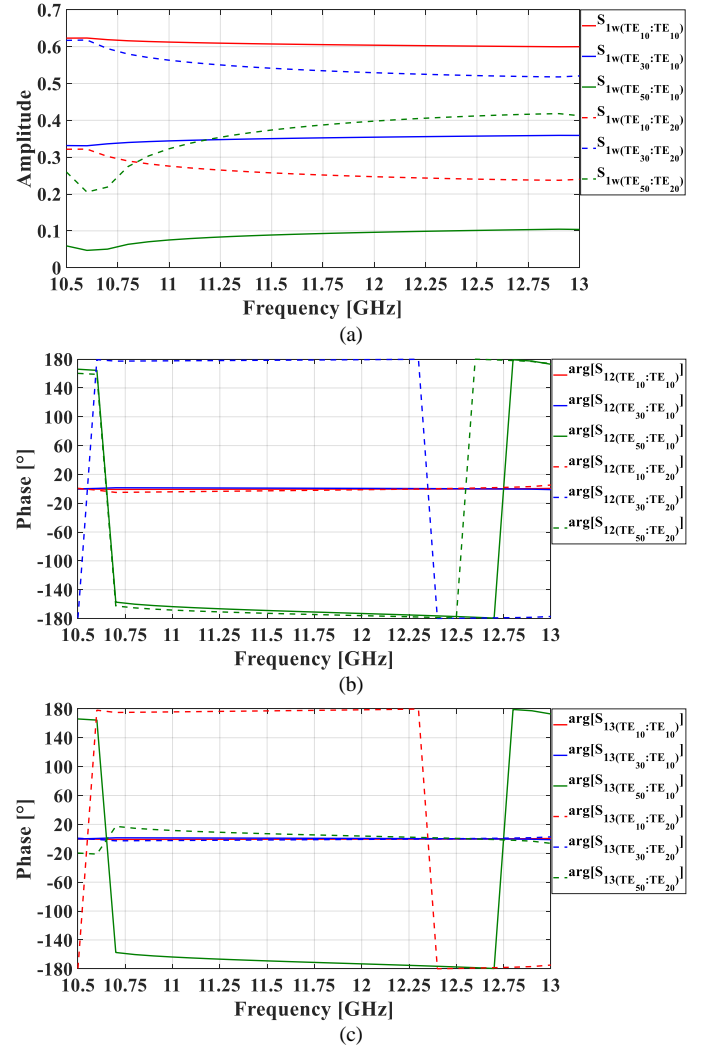 0.7
0.6
0.5
0.4
0.3
0.2
0.1
0
Amplitude
10.5 10.75 11 11.25 11.5 11.75 12 12.25 12.5 12.75 13
Frequency [GHz]
S1w(TE10:TE10)
S1w(TE30:TE10)
S1w(TE50:TE10)
S1w(TE10:TE20)
S1w(TE30:TE20)
S1w(TE50:TE20)
(a)
180
140
100
60
20
-20
-60
-100
-140
-180
Phase [°]
10.5 10.75 11 11.25 11.5 11.75 12 12.25 12.5 12.75 13
Frequency [GHz]
arg[S12(TE10:TE10)]
arg[S12(TE30:TE10)]
arg[S12(TE50:TE10)]
arg[S12(TE10:TE20)]
arg[S12(TE30:TE20)]
arg[S12(TE50:TE20)]
(b)
180
140
100
60
20
-20
-60
-100
-140
-180
Phase [°]
10.5 10.75 11 11.25 11.5 11.75 12 12.25 12.5 12.75 13
Frequency [GHz]
arg[S13(TE10:TE10)]
arg[S13(TE30:TE10)]
arg[S13(TE50:TE10)]
arg[S13(TE10:TE20)]
arg[S13(TE30:TE20)]
arg[S13(TE50:TE20)]
(c)